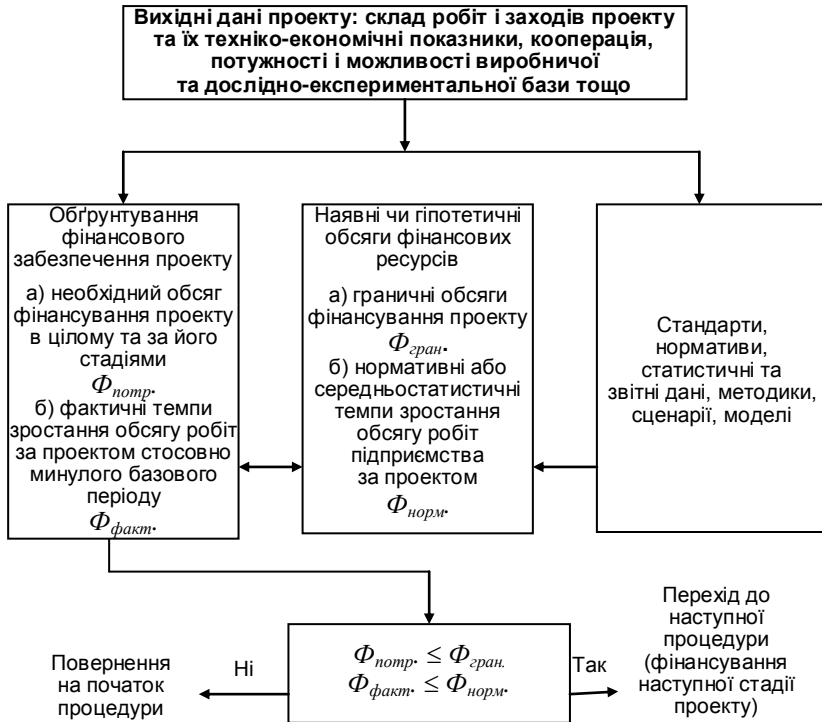 Вихідні дані проекту: склад робіт і заходів проекту
та їх техніко-економічні показники, кооперація,
потужності і можливості виробничої
та дослідно-експериментальної бази тощо
Обґрунтування
фінансового
забезпечення проекту
а) необхідний обсяг
фінансування проекту
в цілому та за його
стадіями
Фпотр.
б) фактичні темпи
зростання обсягу робіт
за проектом стосовно
минулого базового
періоду
Ффакт.
Наявні чи гіпотетичні
обсяги фінансових
ресурсів
а) граничні обсяги
фінансування проекту
Фгран.
б) нормативні або
середньостатистичні
темпи зростання
обсягу робіт
підприємства
за проектом
Фнорм.
Стандарти,
нормативи,
статистичні та
звітні дані, методики,
сценарії, моделі
Повернення
на початок
процедури
Ні
Фпотр. ≤ Фгран.
Ффакт. ≤ Фнорм.
Так
Перехід до
наступної
процедури
(фінансування
наступної стадії
проекту)